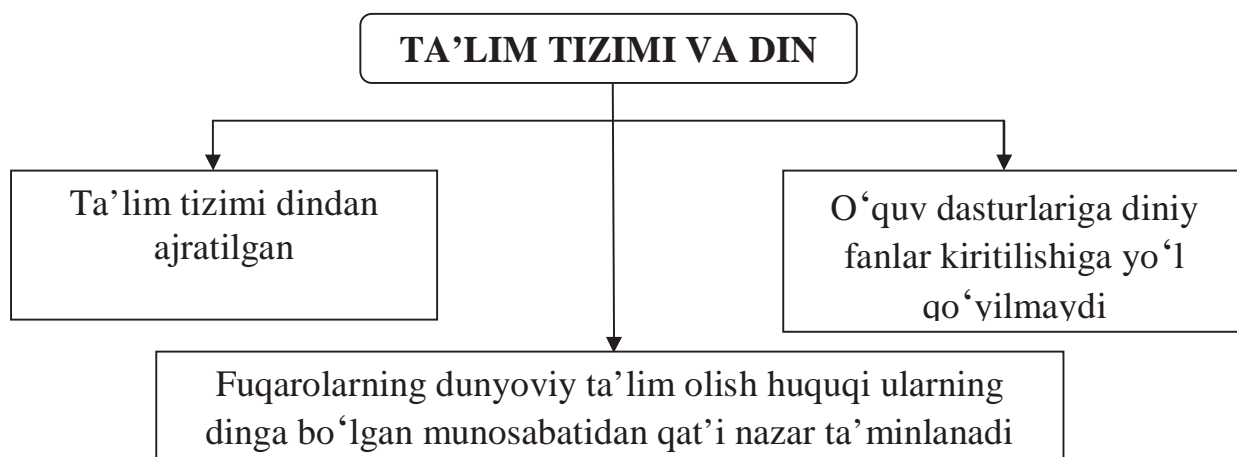 TA’LIM TIZIMI VA DIN
Ta’lim tizimi dindan
ajratilgan
O‘quv dasturlariga diniy
fanlar kiritilishiga yo‘l
qo‘yilmaydi
Fuqarolarning dunyoviy ta’lim olish huquqi ularning
dinga bo‘lgan munosabatidan qat’i nazar ta’minlanadi